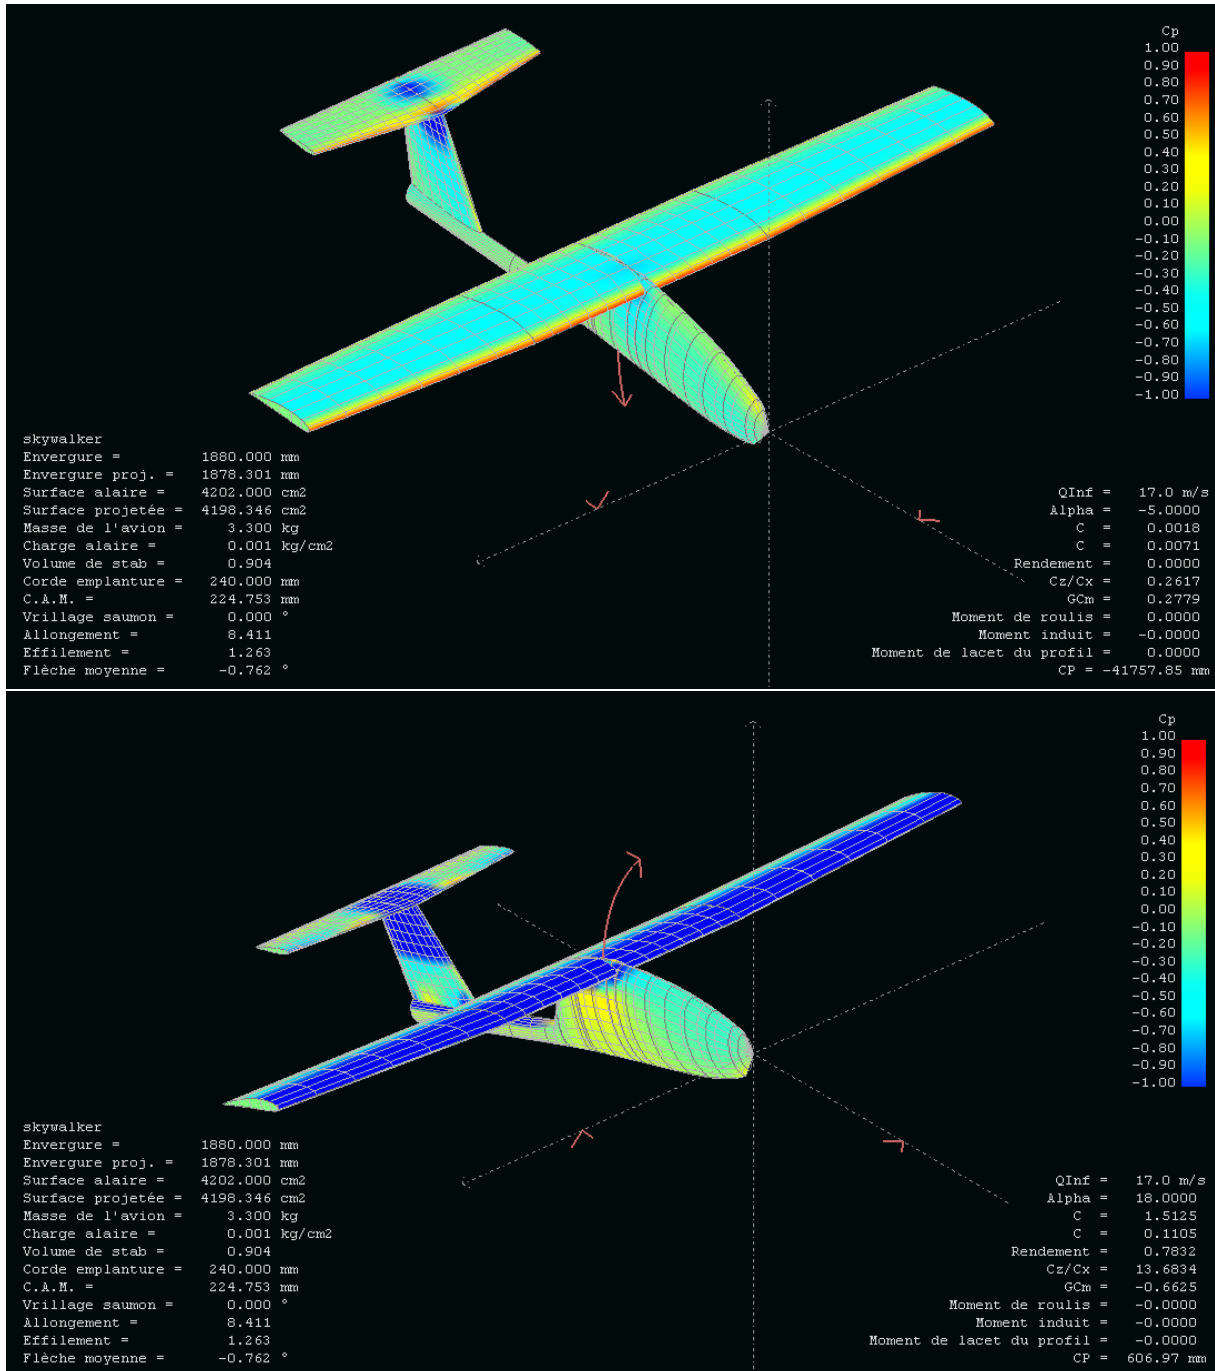 Cp
1.00
0.90
0.80
0.70
0.60
0.50
0.40
0.30
0.20
0.10
0.00
-0.10
-0.20
-0.30
-0.40
-0.50
-0.60
-0.70
-0.80
-0.90
-1.00
skywalker
Envergure = 1880.000 mm
Envergure proj. = 1878.301 mm
Surface alaire = 4202.000 cm2
Surface projetée = 4198.346 cm2
Masse de l'avion = 3.300 kg
Charge alaire = 0.001 kg/cm2
Volume de stab = 0.904
Corde emplanture = 240.000 mm
C.A.M. = 224.753 mm
Vrillage saumon = 0.000 °
Allongement = 8.411
Effilement = 1.263
Flèche moyenne = -0.762 °
QInf = 17.0 m/s
Alpha = -5.0000
C = 0.0018
C = 0.0071
Rendement = 0.0000
Cz/Cx = 0.2617
GCm = 0.2779
Moment de roulis = 0.0000
Moment induit = -0.0000
Moment de lacet du profil = 0.0000
CP = -41757.85 mm
Cp
1.00
0.90
0.80
0.70
0.60
0.50
0.40
0.30
0.20
0.10
0.00
-0.10
-0.20
-0.30
-0.40
-0.50
-0.60
-0.70
-0.80
-0.90
-1.00
skywalker
Envergure = 1880.000 mm
Envergure proj. = 1878.301 mm
Surface alaire = 4202.000 cm2
Surface projetée = 4198.346 cm2
Masse de l'avion = 3.300 kg
Charge alaire = 0.001 kg/cm2
Volume de stab = 0.904
Corde emplanture = 240.000 mm
C.A.M. = 224.753 mm
Vrillage saumon = 0.000 °
Allongement = 8.411
Effilement = 1.263
Flèche moyenne = -0.762 °
QInf = 17.0 m/s
Alpha = 18.0000
C = 1.5125
C = 0.1105
Rendement = 0.7832
Cz/Cx = 13.6834
GCm = -0.6625
Moment de roulis = -0.0000
Moment induit = -0.0000
Moment de lacet du profil = -0.0000
CP = 606.97 mm